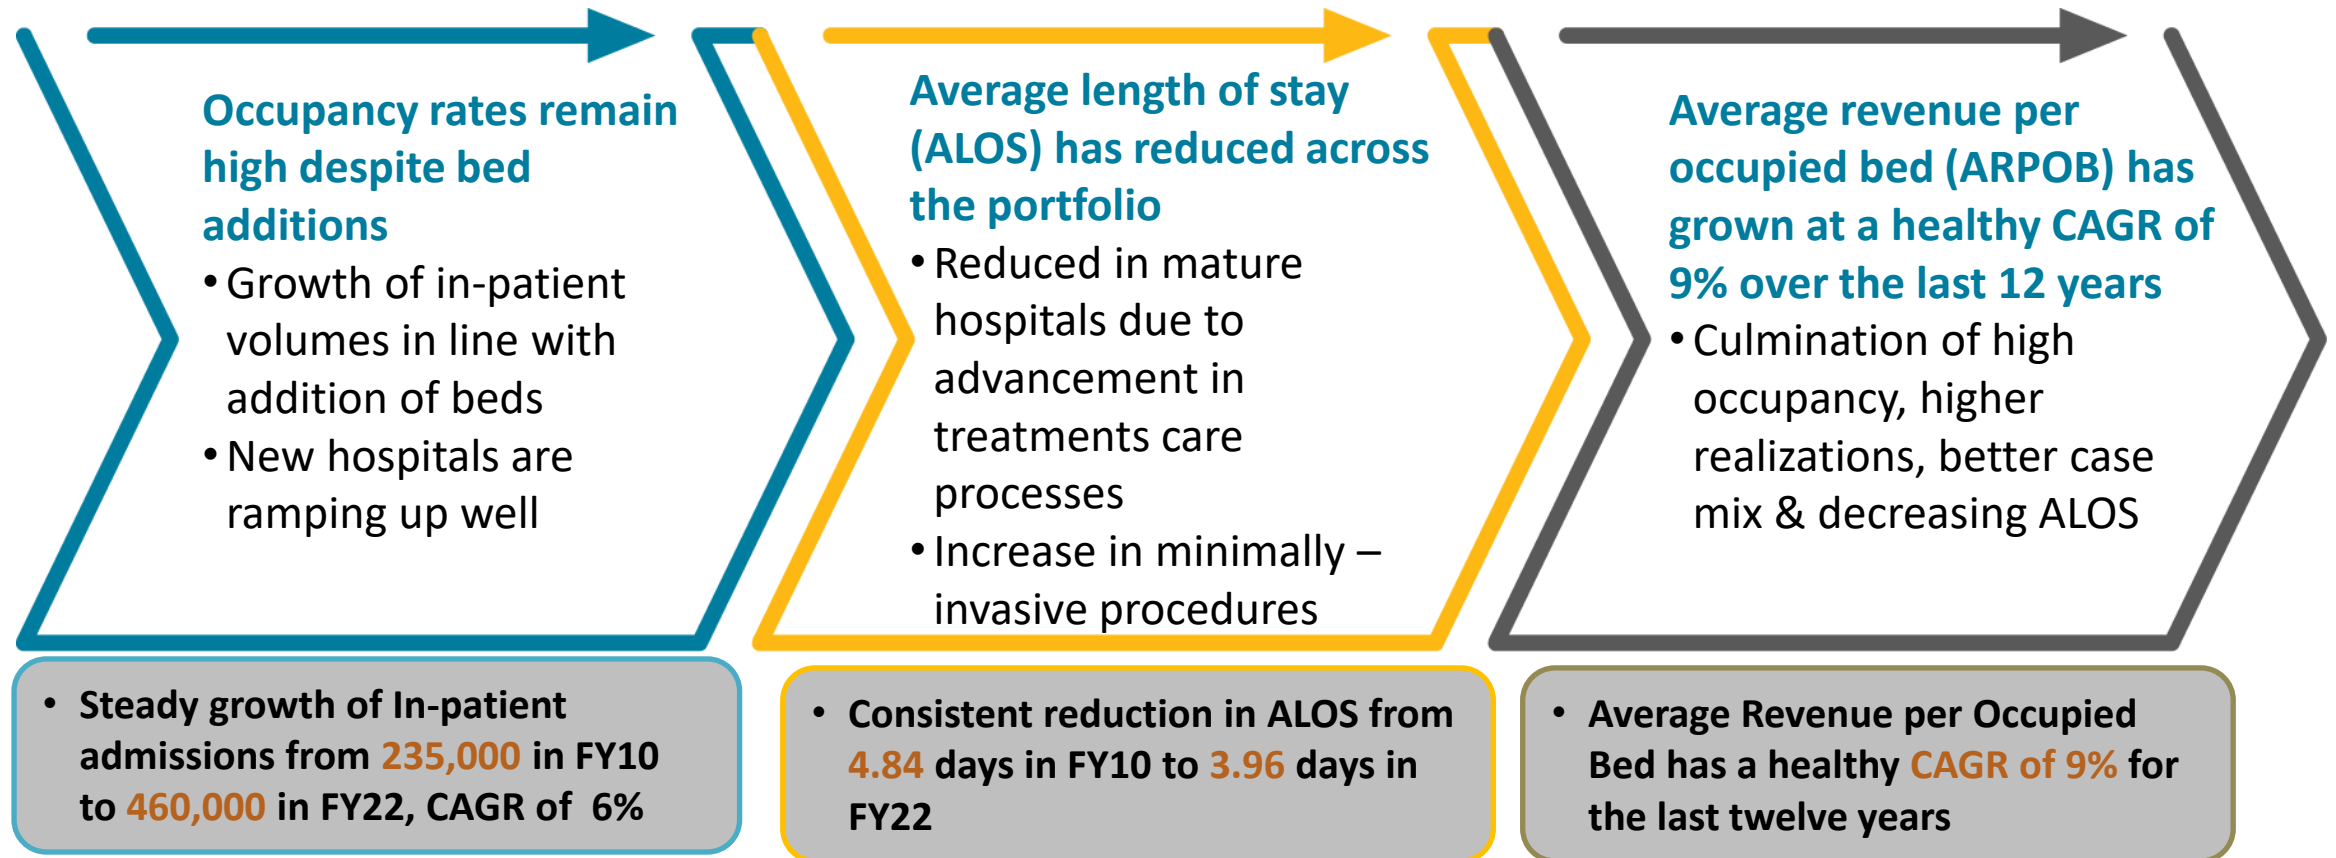 Occupancy rates remain
high despite bed
additions
• Growth of in-patient
volumes in line with
addition of beds
• New hospitals are
ramping up well
Average length of stay
(ALOS) has reduced across
the portfolio
• Reduced in mature
hospitals due to
advancement in
treatments care
processes
• Increase in minimally –
invasive procedures
Average revenue per
occupied bed (ARPOB) has
grown at a healthy CAGR of
9% over the last 12 years
• Culmination of high
occupancy, higher
realizations, better case
mix & decreasing ALOS
• Steady growth of In-patient
admissions from 235,000 in FY10
to 460,000 in FY22, CAGR of 6%
• Consistent reduction in ALOS from
4.84 days in FY10 to 3.96 days in
FY22
• Average Revenue per Occupied
Bed has a healthy CAGR of 9% for
the last twelve years